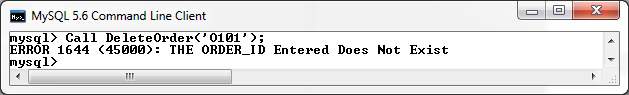 MySQL 5.6 Command Line Client
mysql> Call DeleteOrder('O101');
ERROR 1644 (45000): THE ORDER_ID Entered Does Not Exist
mysql>